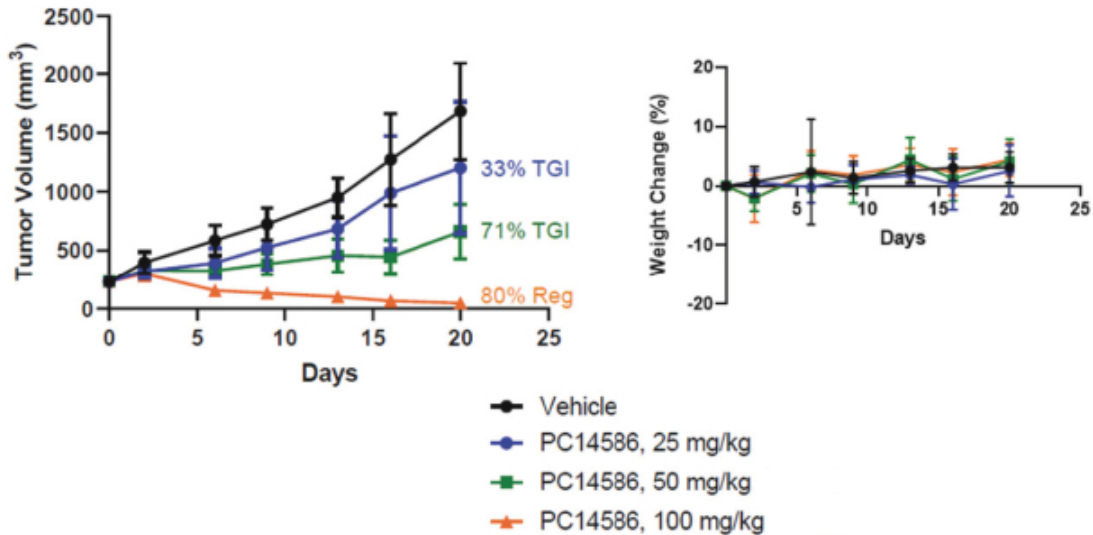 Tumor Volume (mm³)
2500
2000
1500
1000
500
0
0 5 10 15 20 25
Days
33% TGI
71% TGI
80% Reg
Weight Change (%)
20
10
0
-10
-20
5 10 15 20 25
Days
Vehicle
PC14586, 25 mg/kg
PC14586, 50 mg/kg
PC14586, 100 mg/kg